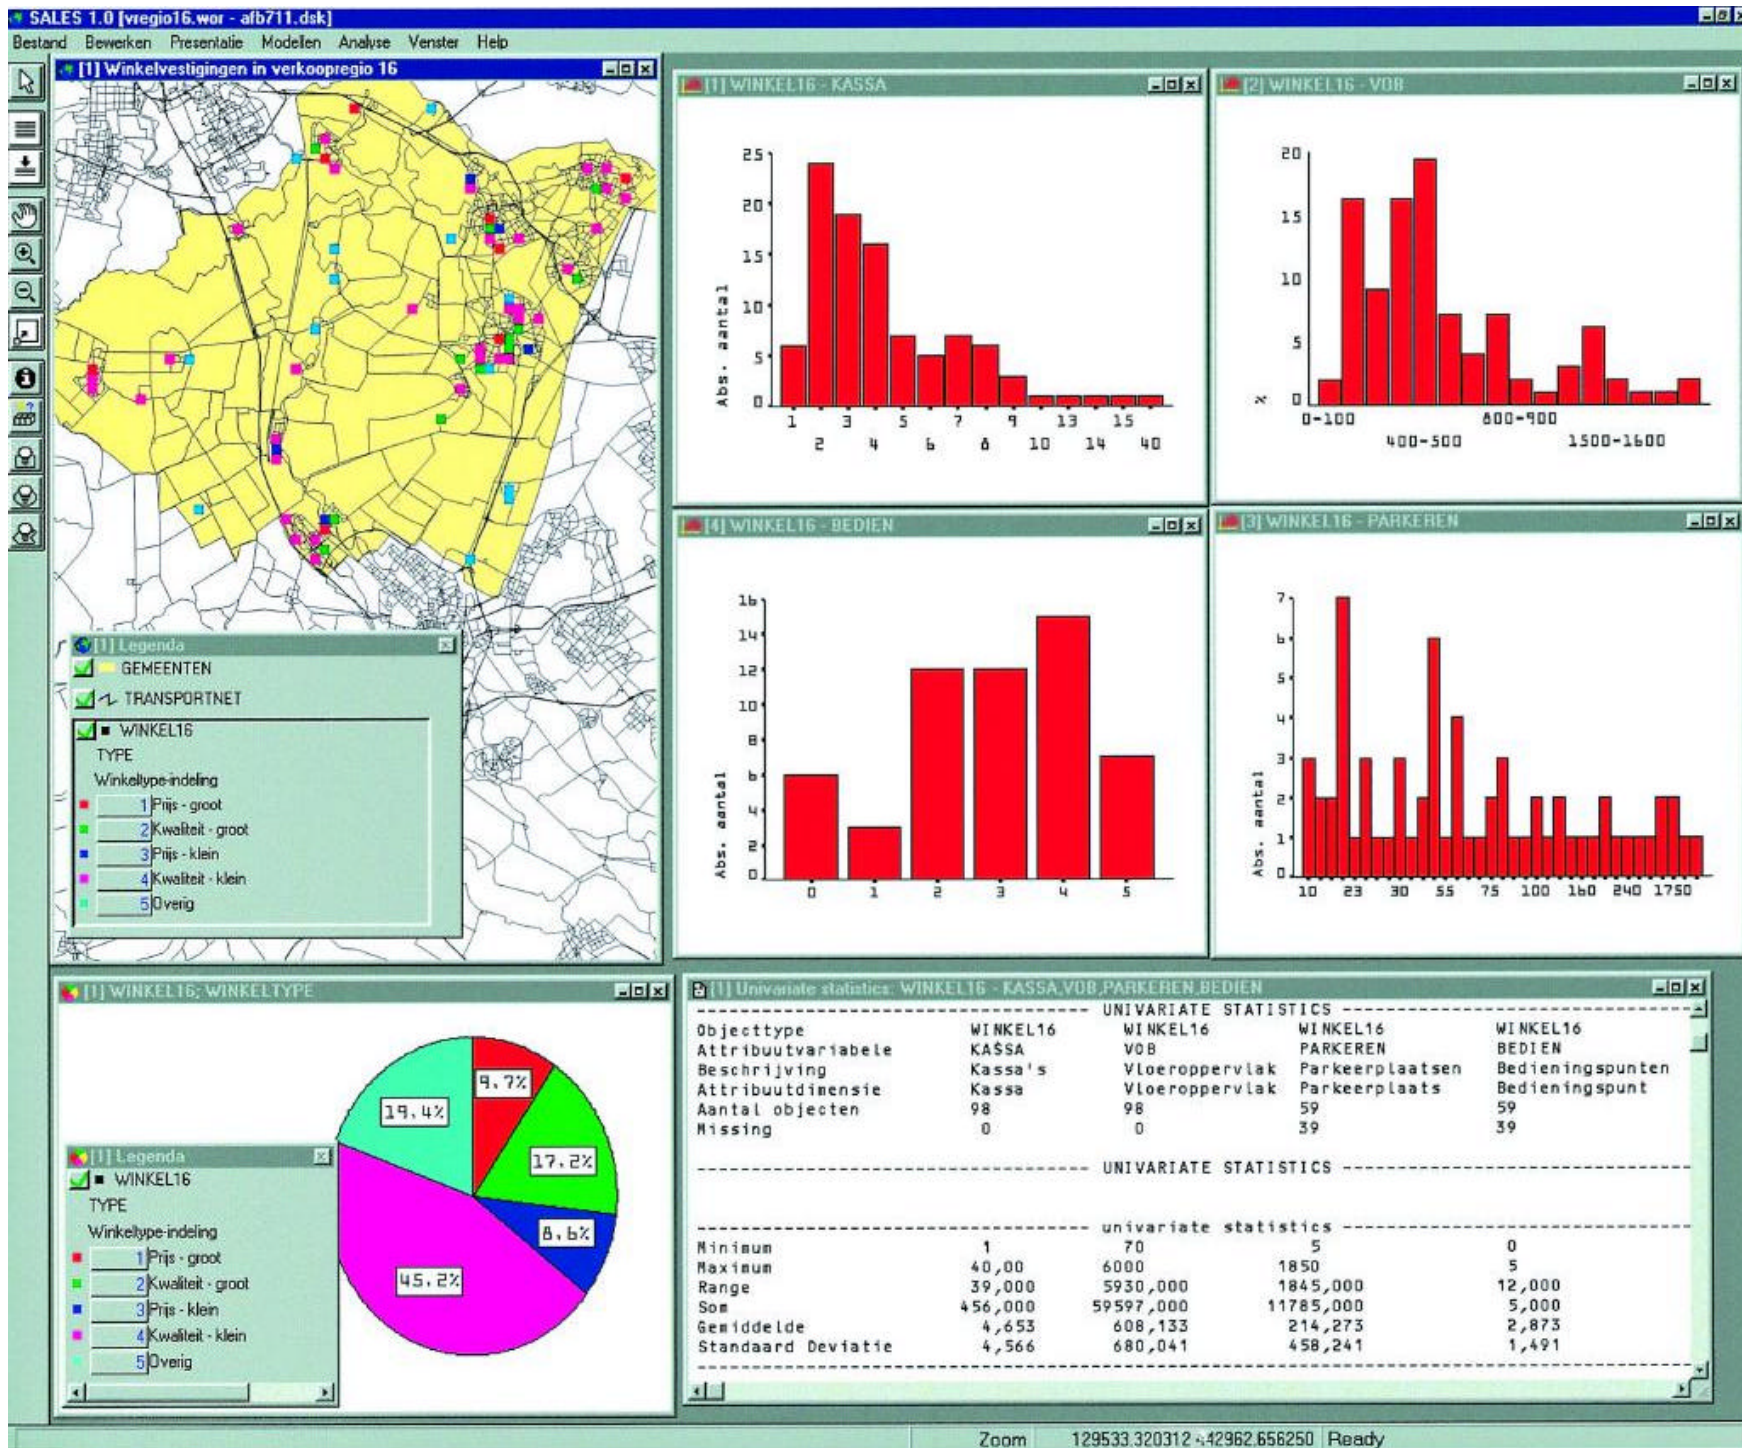 SALES 1.0 [vregio16.wor - afb711.dsk]
Bestand Bewerken Presentatie Modellen Analyse Venster Help
[1] Winkelvestigingen in verkoopregio 16
[1] Legenda
GEMEENTEN
TRANSPORTNET
WINKEL16
TYPE
Winkeltype-indeling
1 Prijs - groot
2 Kwaliteit - groot
3 Prijs - klein
4 Kwaliteit - klein
5 Overig
[1] WINKEL16 - KASSA
25
20
15
10
5
0
Abs. aantal
1 3 5 7 9 13 15
2 4 6 8 10 14 40
[2] WINKEL16 - VOB
20
15
10
5
0
%
0-100 800-900
400-500 1500-1600
[4] WINKEL16 - BEDIEN
16
14
12
10
8
6
4
2
0
Abs. aantal
0 1 2 3 4 5
[3] WINKEL16 - PARKEREN
7
6
5
4
3
2
1
0
Abs. aantal
10 23 30 55 75 100 160 240 1750
[1] WINKEL16; WINKELTYPE
9.7%
17.2%
8.6%
45.2%
19.4%
[1] Legenda
WINKEL16
TYPE
Winkeltype-indeling
1 Prijs - groot
2 Kwaliteit - groot
3 Prijs - klein
4 Kwaliteit - klein
5 Overig
[1] Univariate statistics: WINKEL16 - KASSA,VOB,PARKEREN,BEDIEN
UNIVARIATE STATISTICS
Objecttype WINKEL16 WINKEL16 WINKEL16 WINKEL16
Attribuutvariabele KASSA VOB PARKEREN BEDIEN
Beschrijving Kassa's Vloeroppervlak Parkeerplaatsen Bedieningspunten
Attribuutdimensie Kassa Vloeroppervlak Parkeerplaats Bedieningspunt
Aantal objecten 98 98 59 59
Missing 0 0 39 39
UNIVARIATE STATISTICS
univariate statistics
Minimum 1 70 5 0
Maximum 40,00 6000 1850 5
Range 39,000 5930,000 1845,000 12,000
Som 456,000 59597,000 11785,000 5,000
Gemiddelde 4,653 608,133 214,273 2,873
Standaard Deviatie 4,566 680,041 458,241 1,491
Zoom 129533.320312 442962.656250 Ready